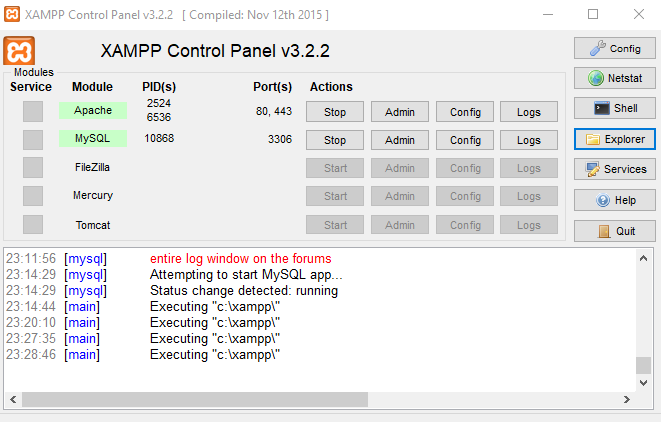 XAMPP Control Panel v3.2.2 [ Compiled: Nov 12th 2015 ]
XAMPP Control Panel v3.2.2
Config
Modules
Service Module PID(s) Port(s) Actions
Netstat
Apache 2524 6536 80, 443 Stop Admin Config Logs
Shell
MySQL 10868 3306 Stop Admin Config Logs
Explorer
FileZilla Start Admin Config Logs
Services
Mercury Start Admin Config Logs
Help
Tomcat Start Admin Config Logs
Quit
23:11:56 [mysql] entire log window on the forums
23:14:29 [mysql] Attempting to start MySQL app...
23:14:29 [mysql] Status change detected: running
23:14:44 [main] Executing "c:\xampp\"
23:20:10 [main] Executing "c:\xampp\"
23:27:35 [main] Executing "c:\xampp\"
23:28:46 [main] Executing "c:\xampp\"